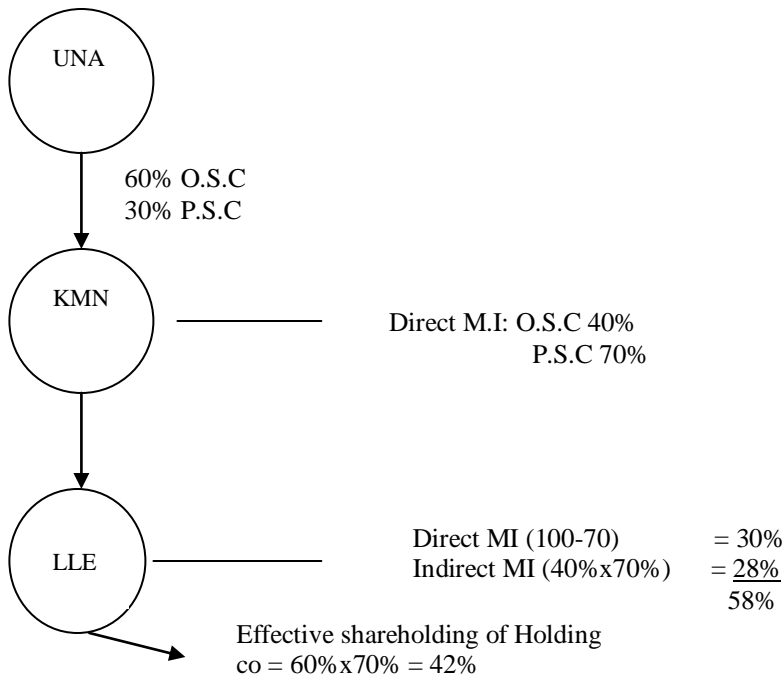 UNA
60% O.S.C
30% P.S.C
KMN
Direct M.I: O.S.C 40%
P.S.C 70%
LLE
Direct MI (100-70) = 30%
Indirect MI (40%x70%) = 28%
58%
Effective shareholding of Holding
co = 60%x70% = 42%